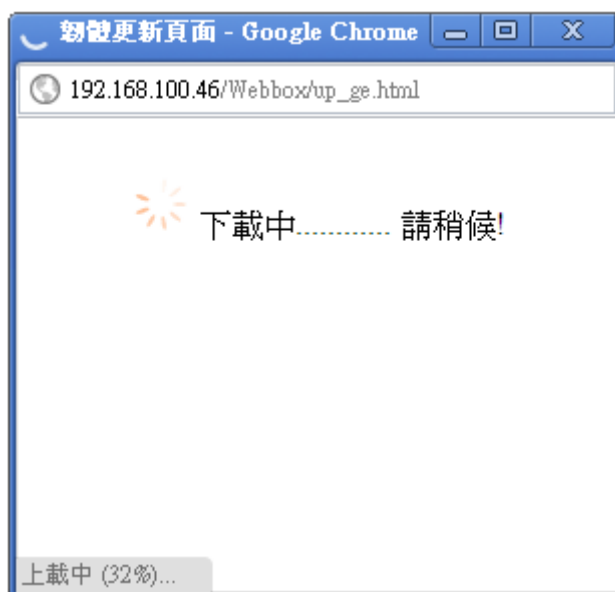 韌體更新頁面 - Google Chrome
192.168.100.46/Webbox/up_ge.html
下載中............ 請稍候!
上載中 (32%)...